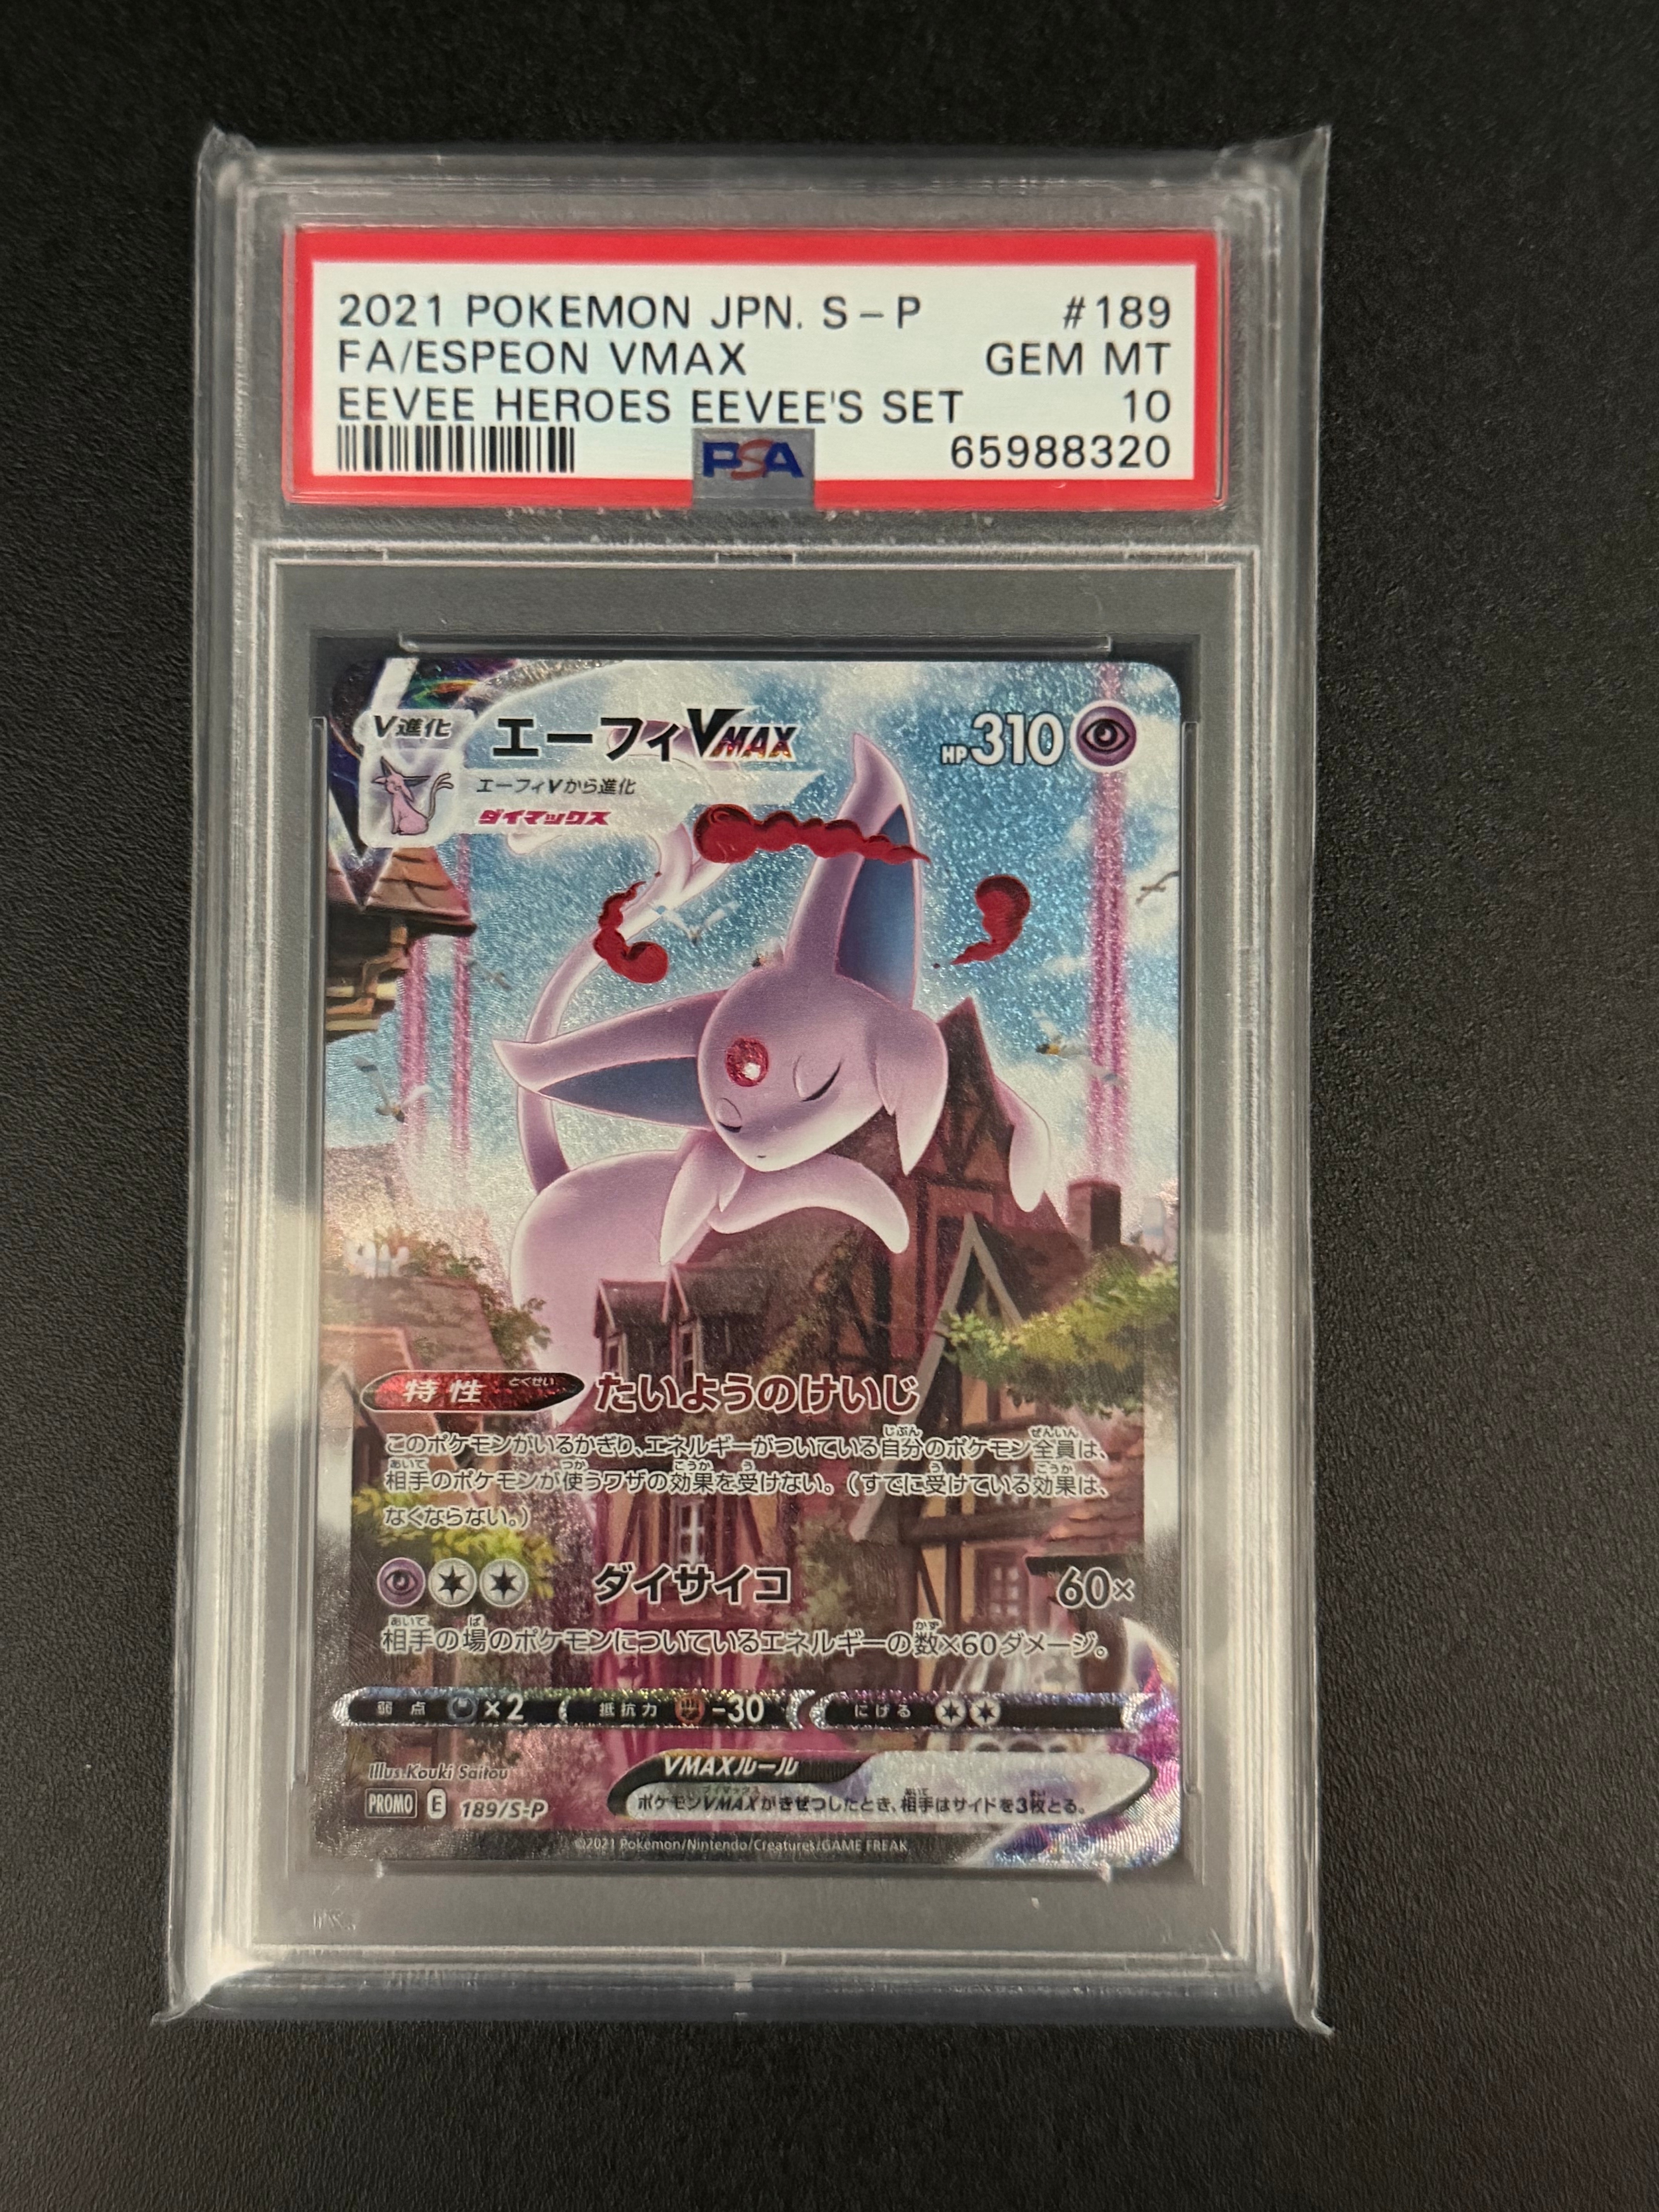 2021 POKEMON JPN. S-P #189
FA/ESPEON VMAX GEM MT
EEVEE HEROES EEVEE'S SET 10
PSA 65988320
V進化 エーフィVMAX HP310
エーフィVから進化
ダイマックス
特性 とくせい たいようのけいじ
このポケモンがいるかぎり、エネルギーがついている自分のポケモン全員は、
相手のポケモンが使うワザの効果を受けない。（すでに受けている効果は、
なくならない。）
ダイサイコ 60×
相手の場のポケモンについているエネルギーの数×60ダメージ。
弱点 ×2 抵抗力 -30 にげる
Illus. Kouki Saitou VMAXルール
PROMO E 189/S-P ポケモンVMAXがきぜつしたとき、相手はサイドを3枚とる。
©2021 Pokémon/Nintendo/Creatures/GAME FREAK